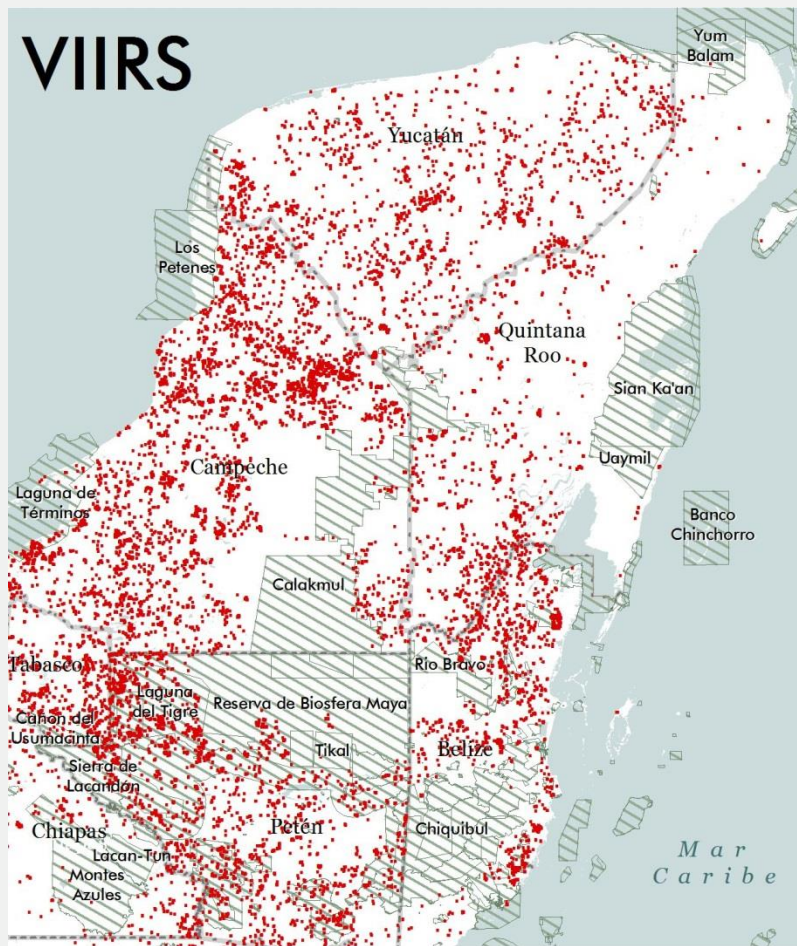 VIIRS
Yum
Balam
Yucatán
Los
Petenes
Quintana
Roo
Sian Ka'an
Campeche
Uaymil
Laguna de
Términos
Banco
Chinchorro
Calakmul
Tabasco
Rio Bravo
Laguna
del Tigre
Reserva de Biosfera Maya
Cañon del
Usumacinta
Tikal
Belize
Sierra de
Lacandón
Chiapas
Petén
Chiquibul
Lacan-Tun
Montes
Azules
Mar
Caribe